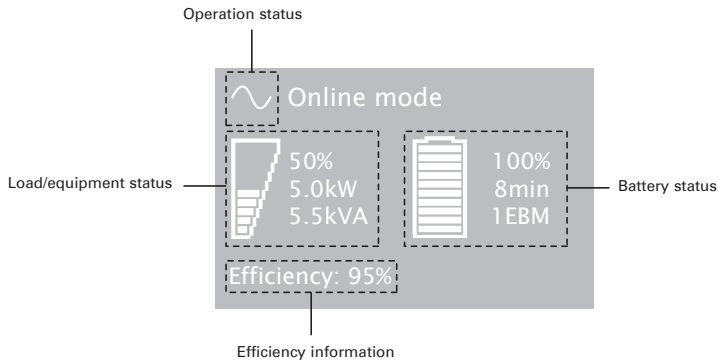 Operation status
Online mode
50%
5.0kW
5.5kVA
100%
8min
1EBM
Load/equipment status
Battery status
Efficiency: 95%
Efficiency information